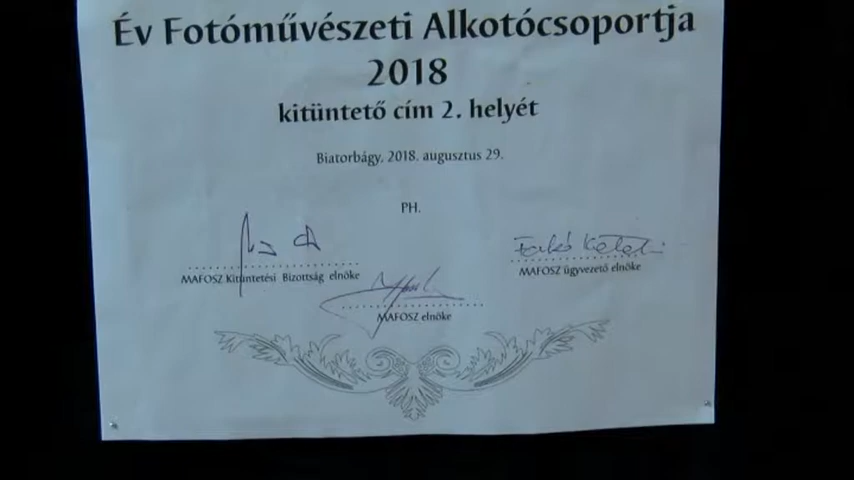 Év Fotóművészeti Alkotócsoportja
2018
kitüntető cím 2. helyét
Biatorbágy, 2018. augusztus 29.
PH.
MAFOSZ Kitüntetési Bizottság elnöke
MAFOSZ ügyvezető elnöke
MAFOSZ elnöke